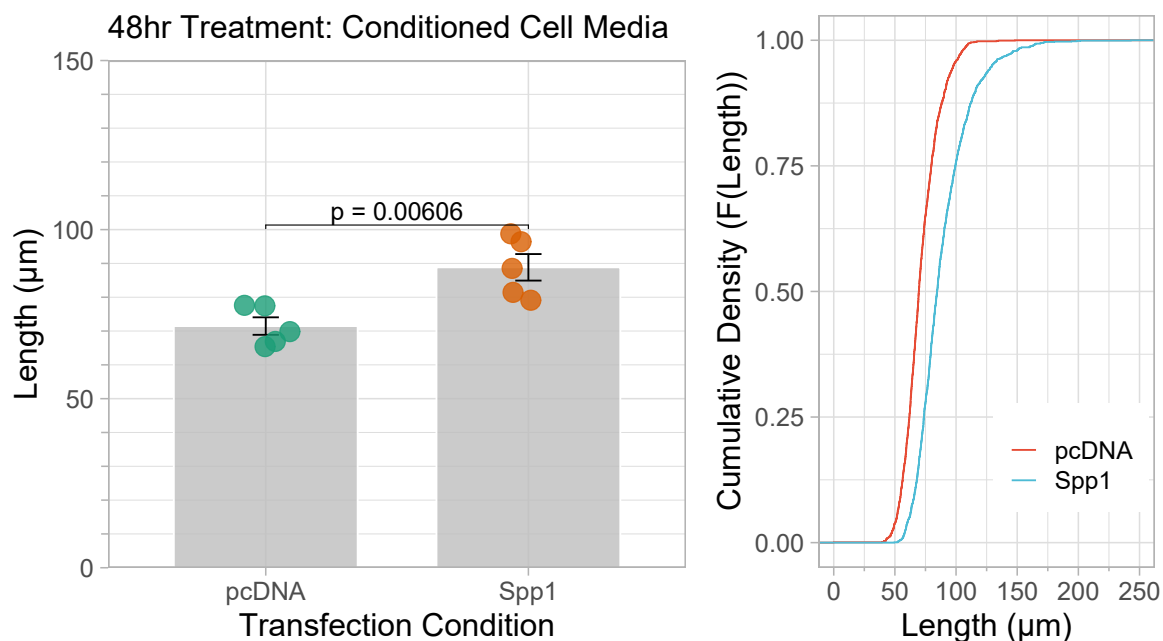 48hr Treatment: Conditioned Cell Media
Length (µm)
150
100
50
0
p = 0.00606
pcDNA
Spp1
Transfection Condition
Cumulative Density (F(Length))
1.00
0.75
0.50
0.25
0.00
pcDNA
Spp1
0 50 100 150 200 250
Length (µm)